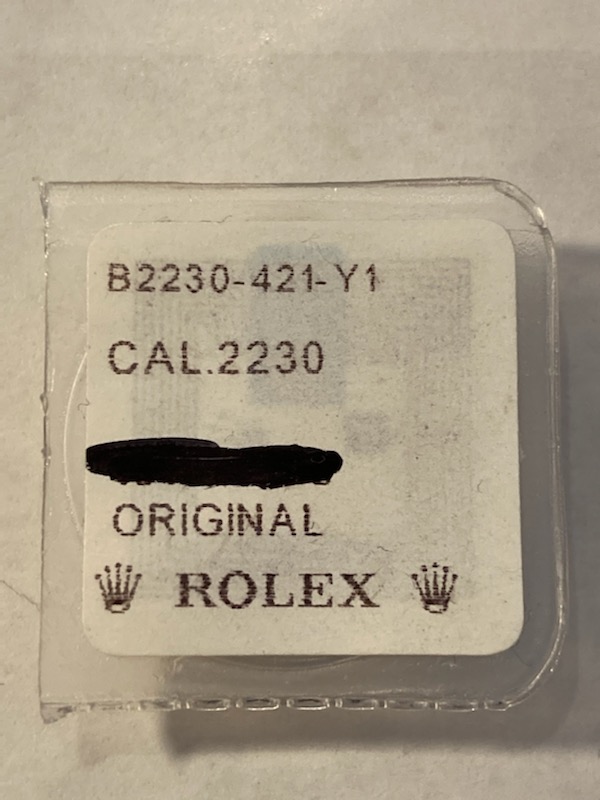 B2230-421-Y1
CAL.2230
ORIGINAL
ROLEX